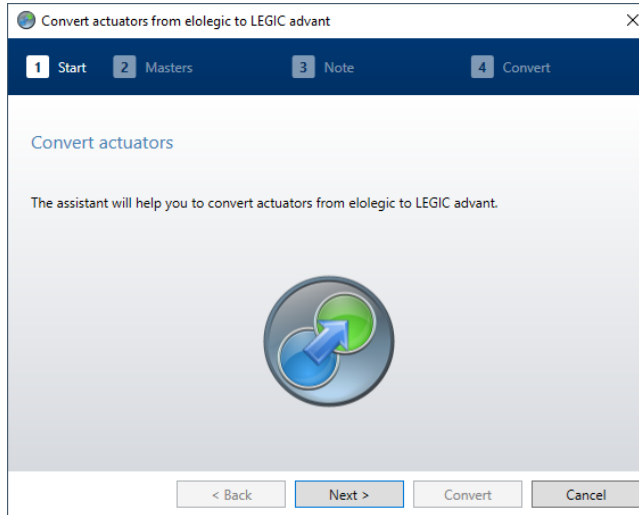 Convert actuators from elolegic to LEGIC advant
1 Start 2 Masters 3 Note 4 Convert
Convert actuators
The assistant will help you to convert actuators from elolegic to LEGIC advant.
< Back Next > Convert Cancel